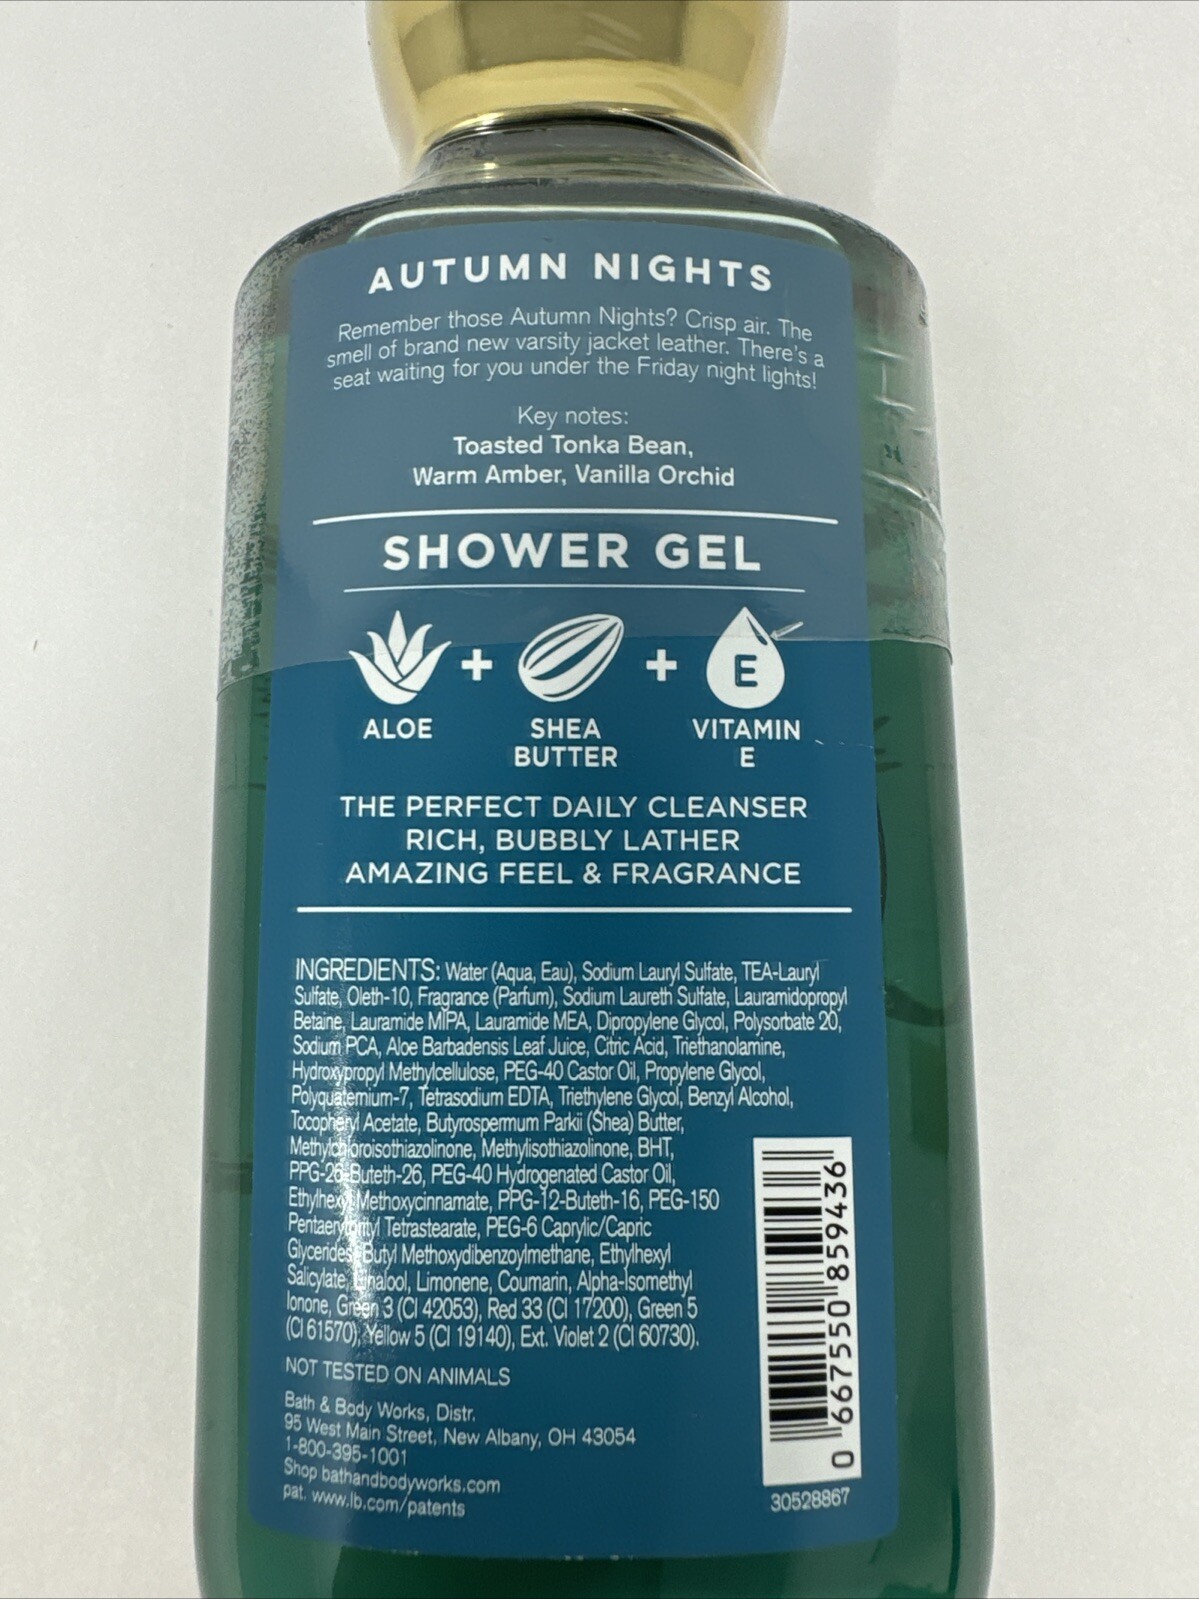 AUTUMN NIGHTS
Remember those Autumn Nights? Crisp air. The
smell of brand new varsity jacket leather. There's a
seat waiting for you under the Friday night lights!
Key notes:
Toasted Tonka Bean,
Warm Amber, Vanilla Orchid
SHOWER GEL
E
ALOE + SHEA BUTTER + VITAMIN E
THE PERFECT DAILY CLEANSER
RICH, BUBBLY LATHER
AMAZING FEEL & FRAGRANCE
INGREDIENTS: Water (Aqua, Eau), Sodium Lauryl Sulfate, TEA-Lauryl
Sulfate, Oleth-10, Fragrance (Parfum), Sodium Laureth Sulfate, Lauramidopropyl
Betaine, Lauramide MIPA, Lauramide MEA, Dipropylene Glycol, Polysorbate 20,
Sodium PCA, Aloe Barbadensis Leaf Juice, Citric Acid, Triethanolamine,
Hydroxypropyl Methylcellulose, PEG-40 Castor Oil, Propylene Glycol,
Polyquaternium-7, Tetrasodium EDTA, Triethylene Glycol, Benzyl Alcohol,
Tocopheryl Acetate, Butyrospermum Parkii (Shea) Butter,
Methylchloroisothiazolinone, Methylisothiazolinone, BHT,
PPG-26-Buteth-26, PEG-40 Hydrogenated Castor Oil,
Ethylhexyl Methoxycinnamate, PPG-12-Buteth-16, PEG-150
Pentaerythrityl Tetrastearate, PEG-6 Caprylic/Capric
Glycerides, Butyl Methoxydibenzoylmethane, Ethylhexyl
Salicylate, Linalool, Limonene, Coumarin, Alpha-Isomethyl
Ionone, Green 3 (CI 42053), Red 33 (CI 17200), Green 5
(CI 61570), Yellow 5 (CI 19140), Ext. Violet 2 (CI 60730).
NOT TESTED ON ANIMALS
Bath & Body Works, Distr.
95 West Main Street, New Albany, OH 43054
1-800-395-1001
Shop bathandbodyworks.com
pat. www.lb.com/patents
0 667550 859436
30528867